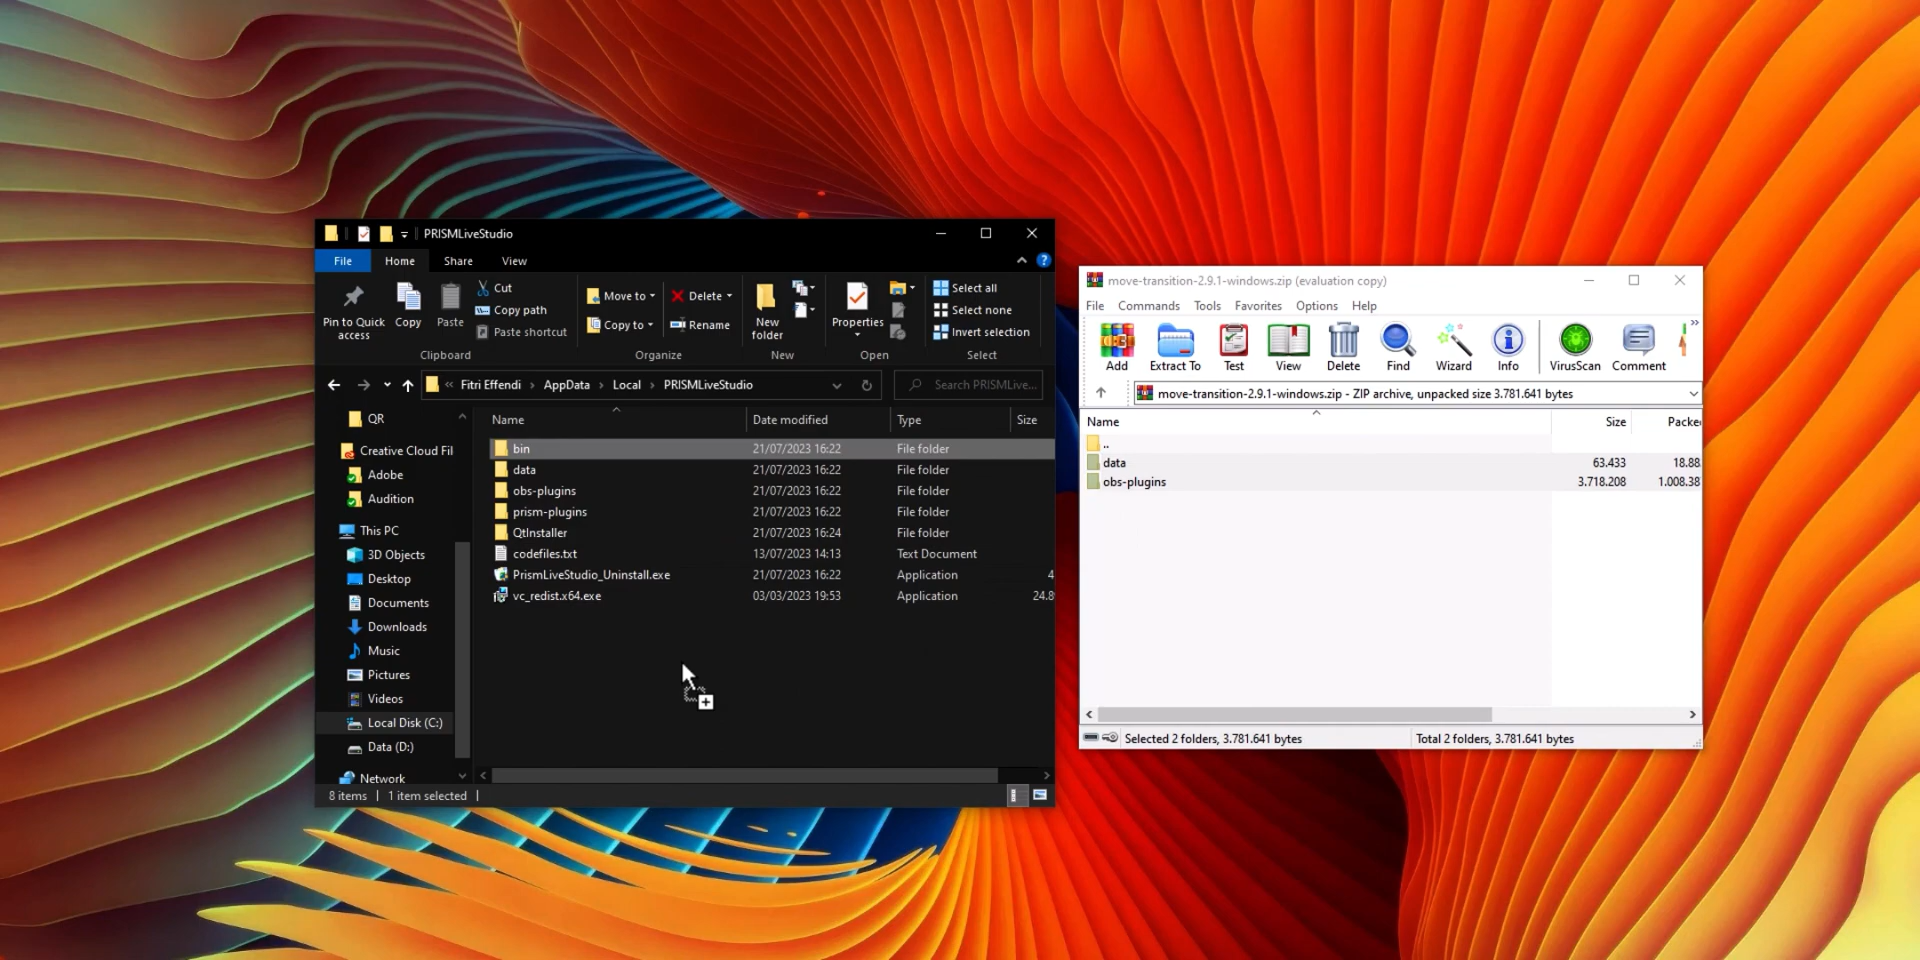 PRISMLiveStudio
File Home Share View
Pin to Quick access
Copy
Paste
Cut
Copy path
Paste shortcut
Clipboard
Move to
Copy to
Delete
Rename
Organize
New folder
New
Properties
Open
Select all
Select none
Invert selection
Select
« Fitri Effendi > AppData > Local > PRISMLiveStudio
Search PRISMLive...
QR
Creative Cloud Fil
Adobe
Audition
This PC
3D Objects
Desktop
Documents
Downloads
Music
Pictures
Videos
Local Disk (C:)
Data (D:)
Network
Name Date modified Type Size
bin 21/07/2023 16:22 File folder
data 21/07/2023 16:22 File folder
obs-plugins 21/07/2023 16:22 File folder
prism-plugins 21/07/2023 16:22 File folder
QtInstaller 21/07/2023 16:24 File folder
codefiles.txt 13/07/2023 14:13 Text Document
PrismLiveStudio_Uninstall.exe 21/07/2023 16:22 Application 4
vc_redist.x64.exe 03/03/2023 19:53 Application 24.8
8 items | 1 item selected |
move-transition-2.9.1-windows.zip (evaluation copy)
File Commands Tools Favorites Options Help
Add Extract To Test View Delete Find Wizard Info VirusScan Comment
move-transition-2.9.1-windows.zip - ZIP archive, unpacked size 3.781.641 bytes
Name Size Packe
..
data 63.433 18.88
obs-plugins 3.718.208 1.008.38
Selected 2 folders, 3.781.641 bytes
Total 2 folders, 3.781.641 bytes